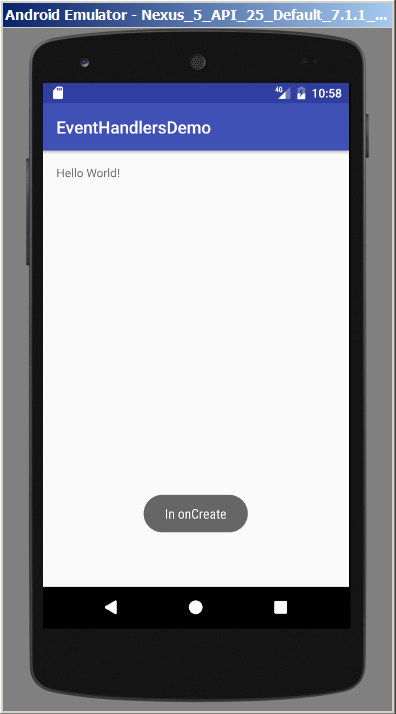 Android Emulator - Nexus_5_API_25_Default_7.1.1_...
4G 10:58
EventHandlersDemo
Hello World!
In onCreate